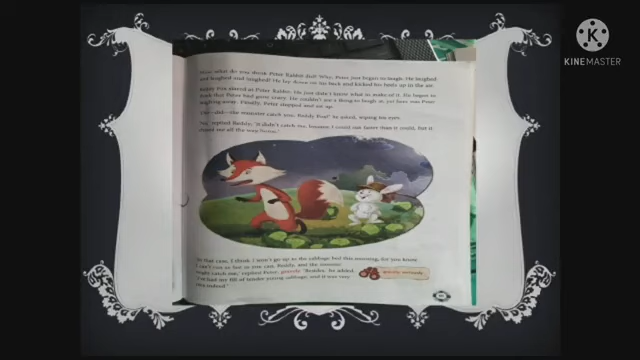 KINEMASTER
Now what do you think Peter Rabbit did? Why, Peter just began to laugh. He laughed
and laughed and laughed! He lay down on his back and kicked his heels up in the air.
Reddy Fox stared at Peter Rabbit. He just didn't know what to make of it. He began to
think that Peter had gone crazy. He couldn't see a thing to laugh at, yet here was Peter
laughing away. Finally, Peter stopped and sat up.
the monster catch you, Reddy Fox?' he asked, wiping his eyes.
replied Reddy, 'it didn't catch me, because I could run faster than it could, but it
me all the way home.'
that case, I think I won't go up to the cabbage bed this morning, for you know
I can't run as fast as you can, Reddy, and the monster
might catch me,' replied Peter, gravely. 'Besides,' he added,
'I've had my fill of tender young cabbage, and it was very
indeed!'
gravely: seriously